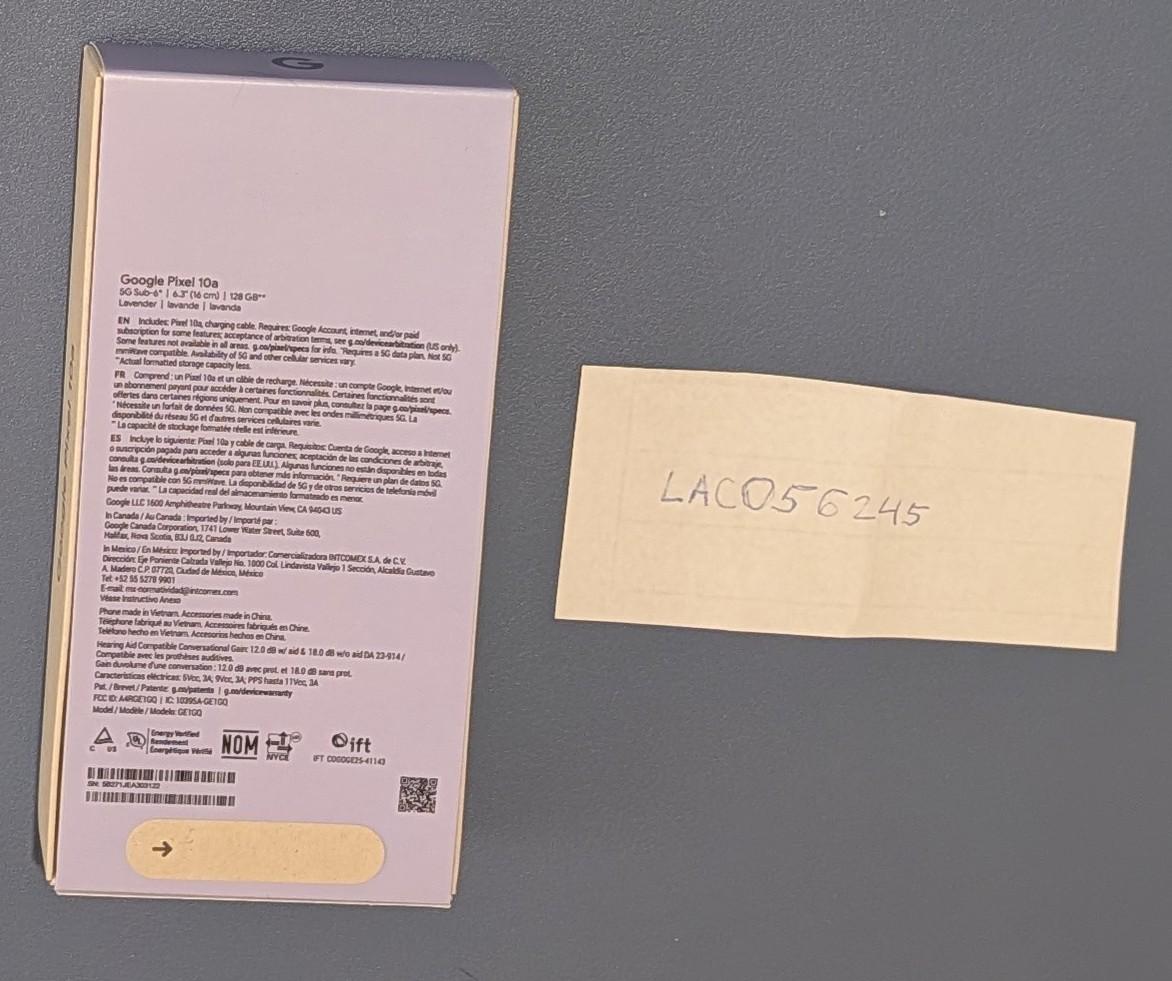 G
Google Pixel 10a
5G Sub-6* | 6.3" (16 cm) | 128 GB**
Lavender | lavande | lavanda
EN Includes: Pixel 10a, charging cable. Requires: Google Account, internet, and/or paid
subscription for some features; acceptance of arbitration terms, see g.co/devicearbitration (US only).
Some features not available in all areas. g.co/pixel/specs for info. *Requires a 5G data plan. Not 5G
mmWave compatible. Availability of 5G and other cellular services vary.
**Actual formatted storage capacity less.
FR Comprend : un Pixel 10a et un câble de recharge. Nécessite : un compte Google, Internet et/ou
un abonnement payant pour accéder à certaines fonctionnalités. Certaines fonctionnalités sont
offertes dans certaines régions uniquement. Pour en savoir plus, consultez la page g.co/pixel/specs.
* Nécessite un forfait de données 5G. Non compatible avec les ondes millimétriques 5G. La
disponibilité du réseau 5G et d'autres services cellulaires varie.
** La capacité de stockage formatée réelle est inférieure.
ES Incluye lo siguiente: Pixel 10a y cable de carga. Requisitos: Cuenta de Google, acceso a Internet
o suscripción pagada para acceder a algunas funciones; aceptación de las condiciones de arbitraje,
consulta g.co/devicearbitration (solo para EE.UU.). Algunas funciones no están disponibles en todas
las áreas. Consulta g.co/pixel/specs para obtener más información. * Requiere un plan de datos 5G.
No es compatible con 5G mmWave. La disponibilidad de 5G y de otros servicios de telefonía móvil
puede variar. ** La capacidad real del almacenamiento formateado es menor.
Google LLC 1600 Amphitheatre Parkway, Mountain View, CA 94043 US
In Canada / Au Canada : Imported by / Importé par :
Google Canada Corporation, 1741 Lower Water Street, Suite 600,
Halifax, Nova Scotia, B3J 0J2, Canada
In Mexico / En México: Imported by / Importador: Comercializadora INTCOMEX S.A. de C.V.
Dirección: Eje Poniente Calzada Vallejo No. 1000 Col. Lindavista Vallejo 1 Sección, Alcaldía Gustavo
A. Madero C.P. 07720, Ciudad de México, México
Tel: +52 55 5278 9901
E-mail: mx-normatividad@intcomex.com
Véase Instructivo Anexo
Phone made in Vietnam. Accessories made in China.
Téléphone fabriqué au Vietnam. Accessoires fabriqués en Chine.
Teléfono hecho en Vietnam. Accesorios hechos en China.
Hearing Aid Compatible Conversational Gain: 12.0 dB w/ aid & 18.0 dB w/o aid DA 23-914 /
Compatible avec les prothèses auditives.
Gain du volume d'une conversation : 12.0 dB avec prot. et 18.0 dB sans prot.
Características eléctricas: 5Vcc, 3A; 9Vcc, 3A; PPS hasta 11Vcc, 3A
Pat. / Brevet / Patente: g.co/patents | g.co/devicewarranty
FCC ID: A4RGE1GQ | IC: 10395A-GE1GQ
Model / Modèle / Modelo: GE1GQ
C US
UL
Energy Verified
Rendement
Énergétique Vérifié
NOM
NYCE
ift
IFT COGOGE25-41143
SN: 5B271JEA303122
→
Google Pixel 10a
LAC056245